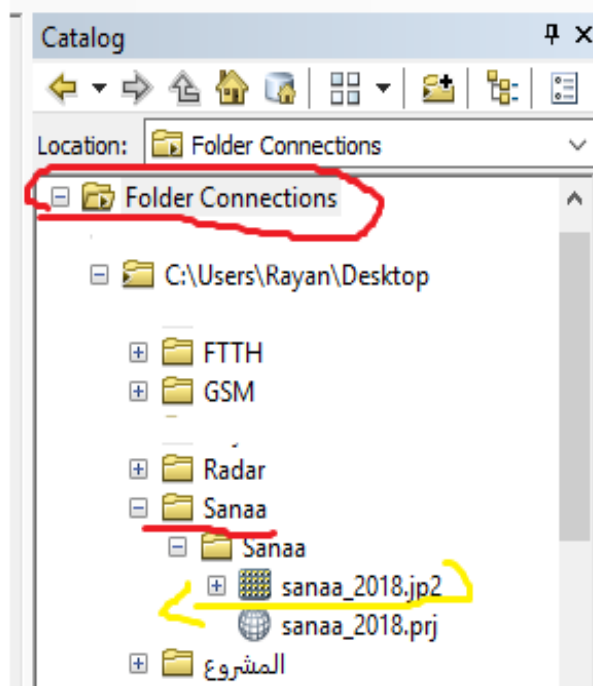 Catalog
Location: Folder Connections
Folder Connections
C:\Users\Rayan\Desktop
FTTH
GSM
Radar
Sanaa
Sanaa
sanaa_2018.jp2
sanaa_2018.prj
المشروع